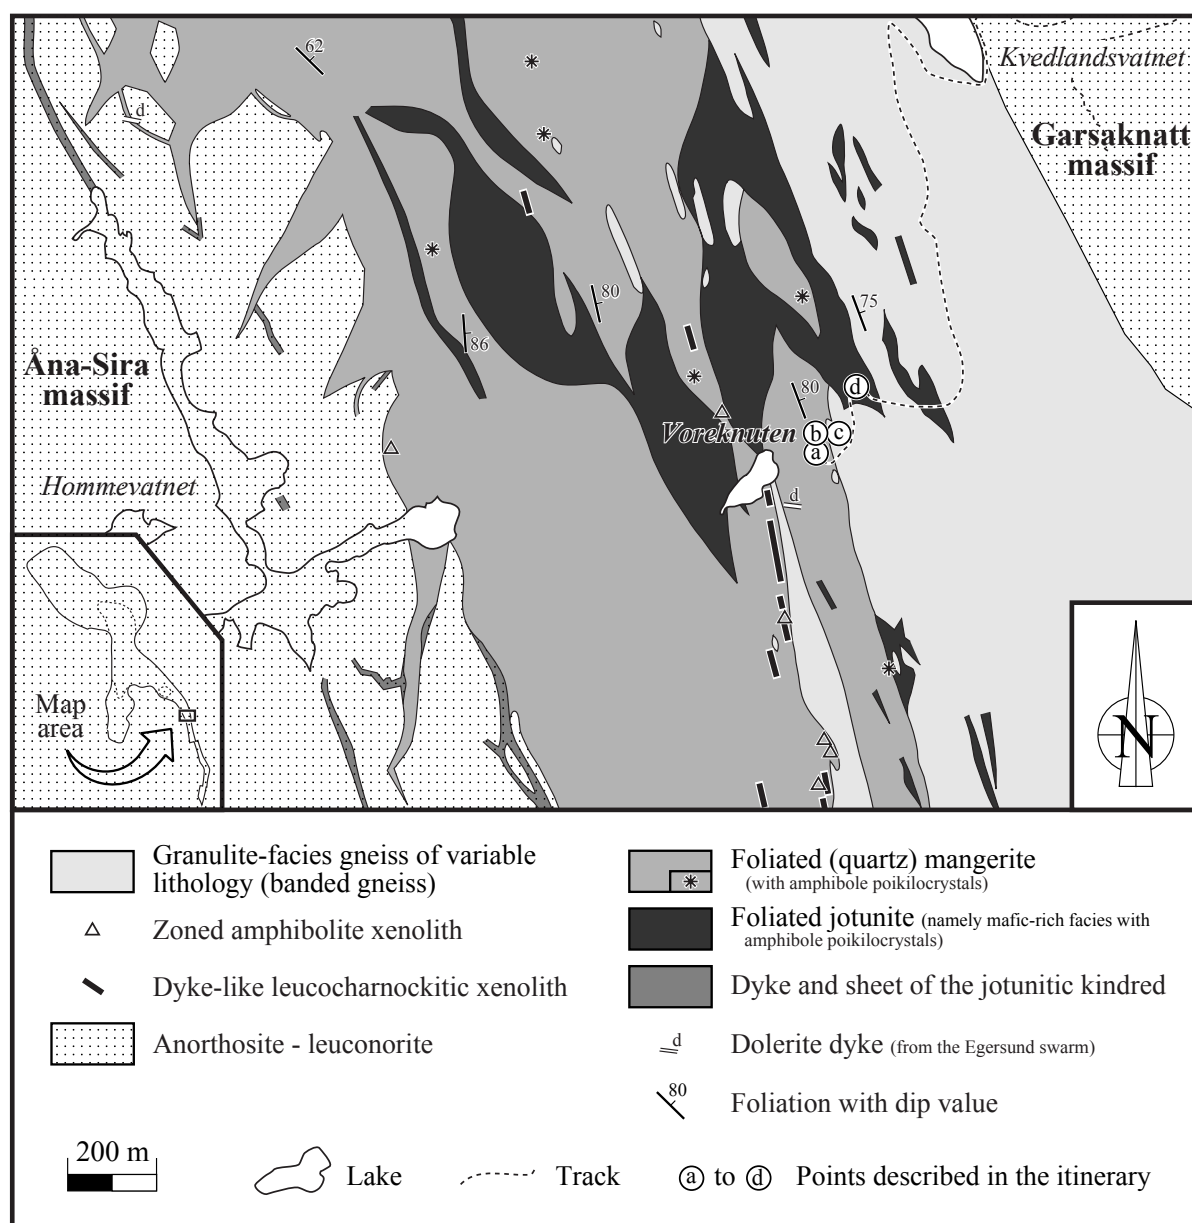 62
Kvedlandsvatnet
d
Garsaknatt
massif
80
75
86
Åna-Sira
massif
80
d
Voreknuten
b
c
a
Hommevatnet
d
Map
area
N
Granulite-facies gneiss of variable
lithology (banded gneiss)
Zoned amphibolite xenolith
Dyke-like leucocharnockitic xenolith
Anorthosite - leuconorite
Foliated (quartz) mangerite
(with amphibole poikilocrystals)
Foliated jotunite (namely mafic-rich facies with
amphibole poikilocrystals)
Dyke and sheet of the jotunitic kindred
d
Dolerite dyke (from the Egersund swarm)
80
Foliation with dip value
200 m
Lake
Track
a to d Points described in the itinerary